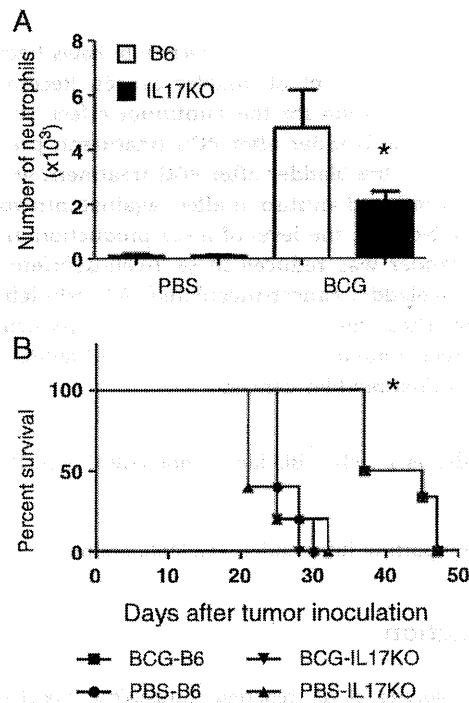 A
B6
IL17KO
Number of neutrophils
(x10³)
8
6
4
2
0
*
PBS
BCG
B
*
Percent survival
100
50
0
0
10
20
30
40
50
Days after tumor inoculation
BCG-B6
BCG-IL17KO
PBS-B6
PBS-IL17KO